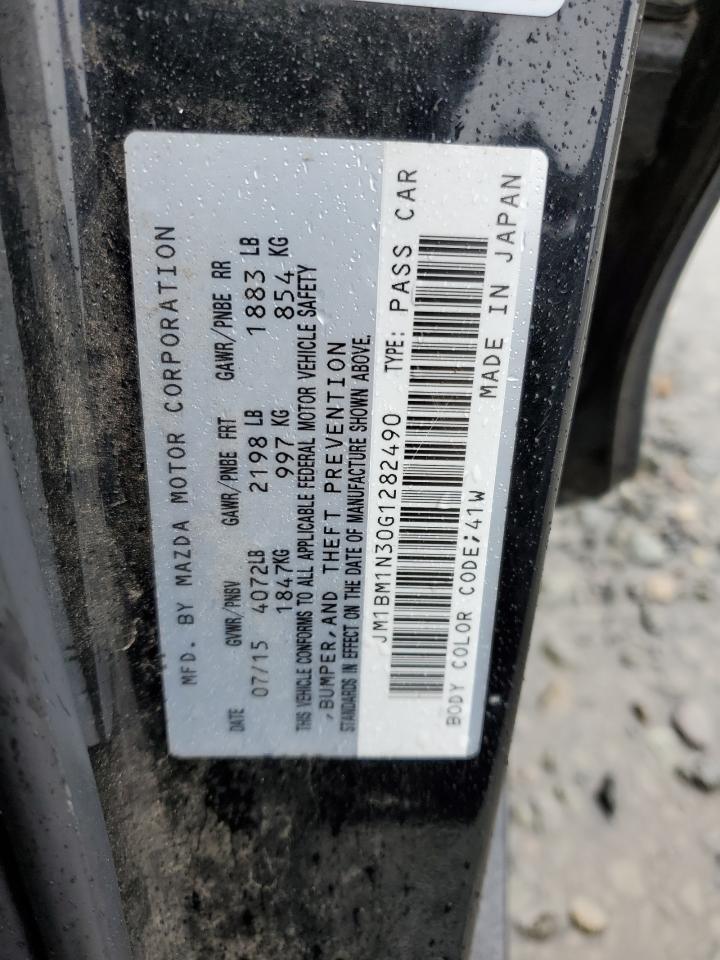 MFD. BY MAZDA MOTOR CORPORATION
DATE GVWR/PNBV GAWR/PNBE FRT GAWR/PNBE RR
07/15 4072LB 2198 LB 1883 LB
1847KG 997 KG 854 KG
THIS VEHICLE CONFORMS TO ALL APPLICABLE FEDERAL MOTOR VEHICLE SAFETY
,BUMPER,AND THEFT PREVENTION
STANDARDS IN EFFECT ON THE DATE OF MANUFACTURE SHOWN ABOVE.
JM1BM1N30G1282490 TYPE: PASS CAR
BODY COLOR CODE;41W MADE IN JAPAN